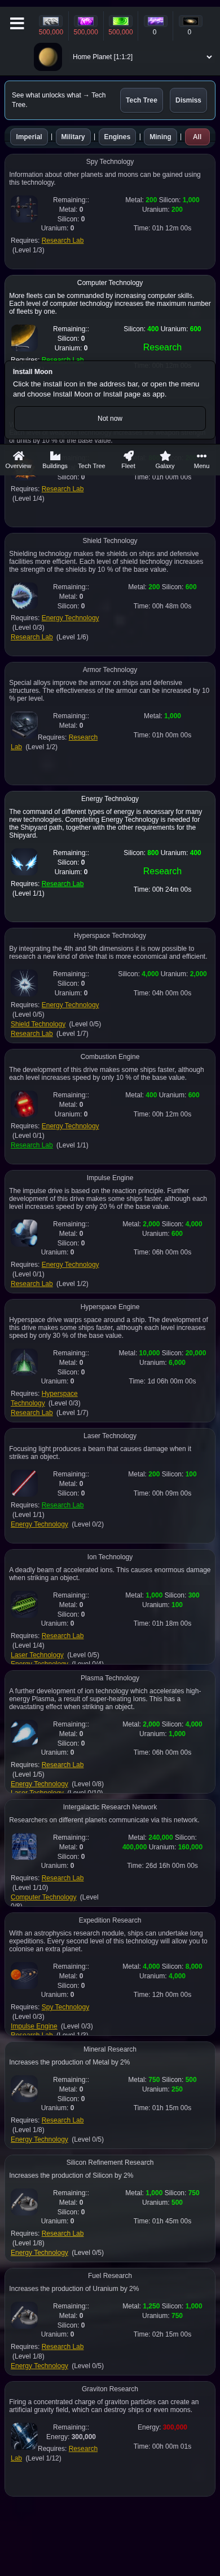 500,000 500,000 500,000 0 0
Home Planet [1:1:2]
See what unlocks what → Tech Tree.
Tech Tree
Dismiss
Imperial | Military | Engines | Mining | All
Spy Technology
Information about other planets and moons can be gained using this technology.
Remaining::
Metal: 0
Silicon: 0
Uranium: 0
Metal: 200 Silicon: 1,000
Uranium: 200
Time: 01h 12m 00s
Requires: Research Lab
(Level 1/3)
Computer Technology
More fleets can be commanded by increasing computer skills. Each level of computer technology increases the maximum number of fleets by one.
Remaining::
Metal: 0
Silicon: 0
Uranium: 0
Silicon: 400 Uranium: 600
Research
Requires: Research Lab
Install Moon
Click the install icon in the address bar, or open the menu and choose Install Moon or Install page as app.
Not now
of units by 10 % of the base value.
Overview Buildings Tech Tree Fleet Galaxy Menu
Silicon: 0
Uranium: 0
Time: 01h 00m 00s
Requires: Research Lab
(Level 1/4)
Shield Technology
Shielding technology makes the shields on ships and defensive facilities more efficient. Each level of shield technology increases the strength of the shields by 10 % of the base value.
Remaining::
Metal: 0
Silicon: 0
Metal: 200 Silicon: 600
Time: 00h 48m 00s
Requires: Energy Technology
(Level 0/3)
Research Lab (Level 1/6)
Armor Technology
Special alloys improve the armour on ships and defensive structures. The effectiveness of the armour can be increased by 10 % per level.
Remaining::
Metal: 0
Metal: 1,000
Time: 01h 00m 00s
Requires: Research Lab (Level 1/2)
Energy Technology
The command of different types of energy is necessary for many new technologies. Completing Energy Technology is needed for the Shipyard path, together with the other requirements for the Shipyard.
Remaining::
Metal: 0
Silicon: 0
Uranium: 0
Silicon: 800 Uranium: 400
Research
Time: 00h 24m 00s
Requires: Research Lab
(Level 1/1)
Hyperspace Technology
By integrating the 4th and 5th dimensions it is now possible to research a new kind of drive that is more economical and efficient.
Remaining::
Metal: 0
Silicon: 0
Uranium: 0
Silicon: 4,000 Uranium: 2,000
Time: 04h 00m 00s
Requires: Energy Technology
(Level 0/5)
Shield Technology (Level 0/5)
Research Lab (Level 1/7)
Combustion Engine
The development of this drive makes some ships faster, although each level increases speed by only 10 % of the base value.
Remaining::
Metal: 0
Uranium: 0
Metal: 400 Uranium: 600
Time: 00h 12m 00s
Requires: Energy Technology
(Level 0/1)
Research Lab (Level 1/1)
Impulse Engine
The impulse drive is based on the reaction principle. Further development of this drive makes some ships faster, although each level increases speed by only 20 % of the base value.
Remaining::
Metal: 0
Silicon: 0
Uranium: 0
Metal: 2,000 Silicon: 4,000
Uranium: 600
Time: 06h 00m 00s
Requires: Energy Technology
(Level 0/1)
Research Lab (Level 1/2)
Hyperspace Engine
Hyperspace drive warps space around a ship. The development of this drive makes some ships faster, although each level increases speed by only 30 % of the base value.
Remaining::
Metal: 0
Silicon: 0
Uranium: 0
Metal: 10,000 Silicon: 20,000
Uranium: 6,000
Time: 1d 06h 00m 00s
Requires: Hyperspace Technology (Level 0/3)
Research Lab (Level 1/7)
Laser Technology
Focusing light produces a beam that causes damage when it strikes an object.
Remaining::
Metal: 0
Silicon: 0
Metal: 200 Silicon: 100
Time: 00h 09m 00s
Requires: Research Lab
(Level 1/1)
Energy Technology (Level 0/2)
Ion Technology
A deadly beam of accelerated ions. This causes enormous damage when striking an object.
Remaining::
Metal: 0
Silicon: 0
Uranium: 0
Metal: 1,000 Silicon: 300
Uranium: 100
Time: 01h 18m 00s
Requires: Research Lab
(Level 1/4)
Laser Technology (Level 0/5)
Plasma Technology
A further development of ion technology which accelerates high-energy Plasma, a result of super-heating ions. This has a devastating effect when striking an object.
Remaining::
Metal: 0
Silicon: 0
Uranium: 0
Metal: 2,000 Silicon: 4,000
Uranium: 1,000
Time: 06h 00m 00s
Requires: Research Lab
(Level 1/5)
Energy Technology (Level 0/8)
Laser Technology (Level 0/10)
Intergalactic Research Network
Researchers on different planets communicate via this network.
Remaining::
Metal: 0
Silicon: 0
Uranium: 0
Metal: 240,000 Silicon: 400,000 Uranium: 160,000
Time: 26d 16h 00m 00s
Requires: Research Lab
(Level 1/10)
Computer Technology (Level
Expedition Research
With an astrophysics research module, ships can undertake long expeditions. Every second level of this technology will allow you to colonise an extra planet.
Remaining::
Metal: 0
Silicon: 0
Uranium: 0
Metal: 4,000 Silicon: 8,000
Uranium: 4,000
Time: 12h 00m 00s
Requires: Spy Technology
(Level 0/3)
Impulse Engine (Level 0/3)
Research Lab (Level 1/3)
Mineral Research
Increases the production of Metal by 2%
Remaining::
Metal: 0
Silicon: 0
Uranium: 0
Metal: 750 Silicon: 500
Uranium: 250
Time: 01h 15m 00s
Requires: Research Lab
(Level 1/8)
Energy Technology (Level 0/5)
Silicon Refinement Research
Increases the production of Silicon by 2%
Remaining::
Metal: 0
Silicon: 0
Uranium: 0
Metal: 1,000 Silicon: 750
Uranium: 500
Time: 01h 45m 00s
Requires: Research Lab
(Level 1/8)
Energy Technology (Level 0/5)
Fuel Research
Increases the production of Uranium by 2%
Remaining::
Metal: 0
Silicon: 0
Uranium: 0
Metal: 1,250 Silicon: 1,000
Uranium: 750
Time: 02h 15m 00s
Requires: Research Lab
(Level 1/8)
Energy Technology (Level 0/5)
Graviton Research
Firing a concentrated charge of graviton particles can create an artificial gravity field, which can destroy ships or even moons.
Remaining::
Energy: 300,000
Energy: 300,000
Time: 00h 00m 01s
Requires: Research Lab (Level 1/12)